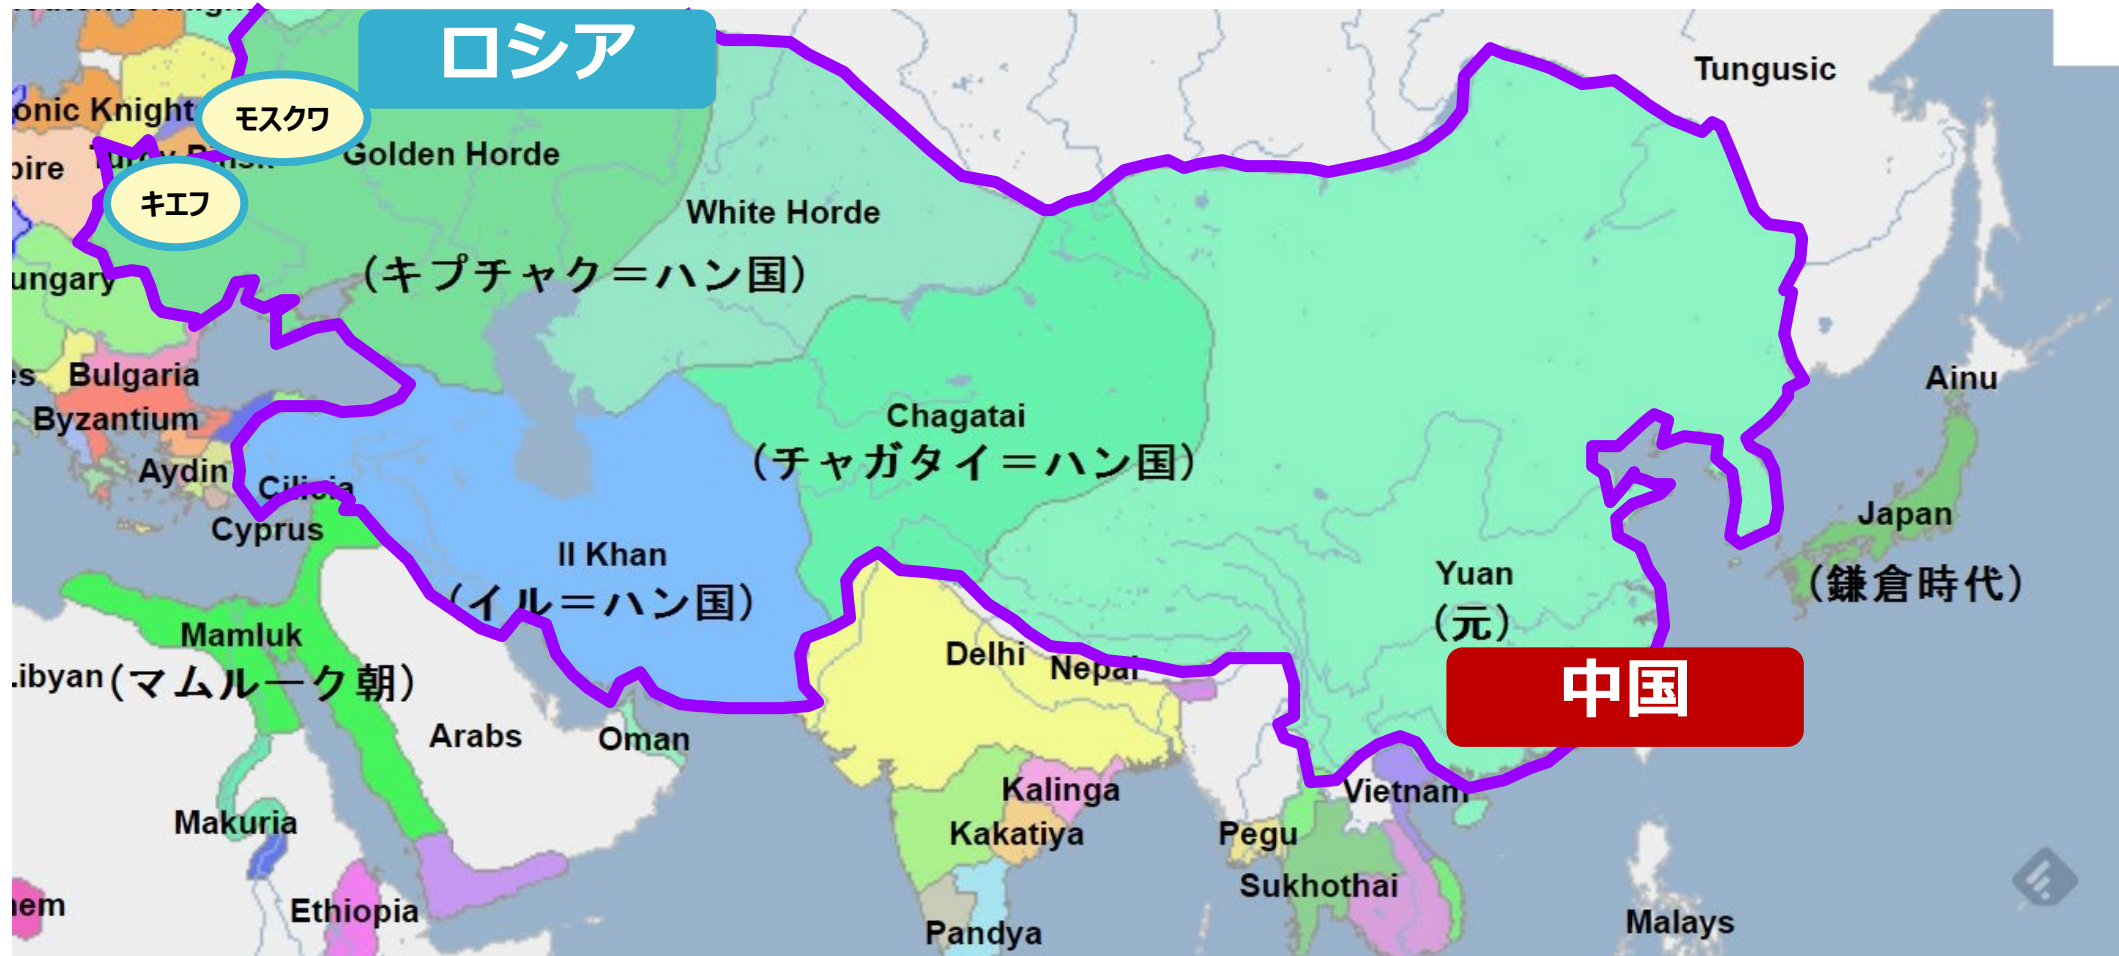 ロシア
Tungusic
onic Knight
モスクワ
pire
Golden Horde
キエフ
White Horde
(キプチャク＝ハン国)
ungary
es
Bulgaria
Ainu
Byzantium
Chagatai
(チャガタイ＝ハン国)
Aydin
Cilicia
Cyprus
Japan
Il Khan
(イル＝ハン国)
Yuan
(元)
(鎌倉時代)
Mamluk
(マムルーク朝)
Delhi
Nepal
.ibyan
中国
Arabs
Oman
Kalinga
Vietnam
Makuria
Kakatiya
Pegu
Sukhothai
em
Ethiopia
Pandya
Malays